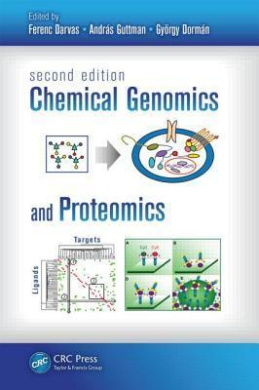 Edited by
Ferenc Darvas • András Guttman • György Dormán
second edition
Chemical Genomics
and Proteomics
Targets
Ligands
CRC
CRC Press
Taylor & Francis Group